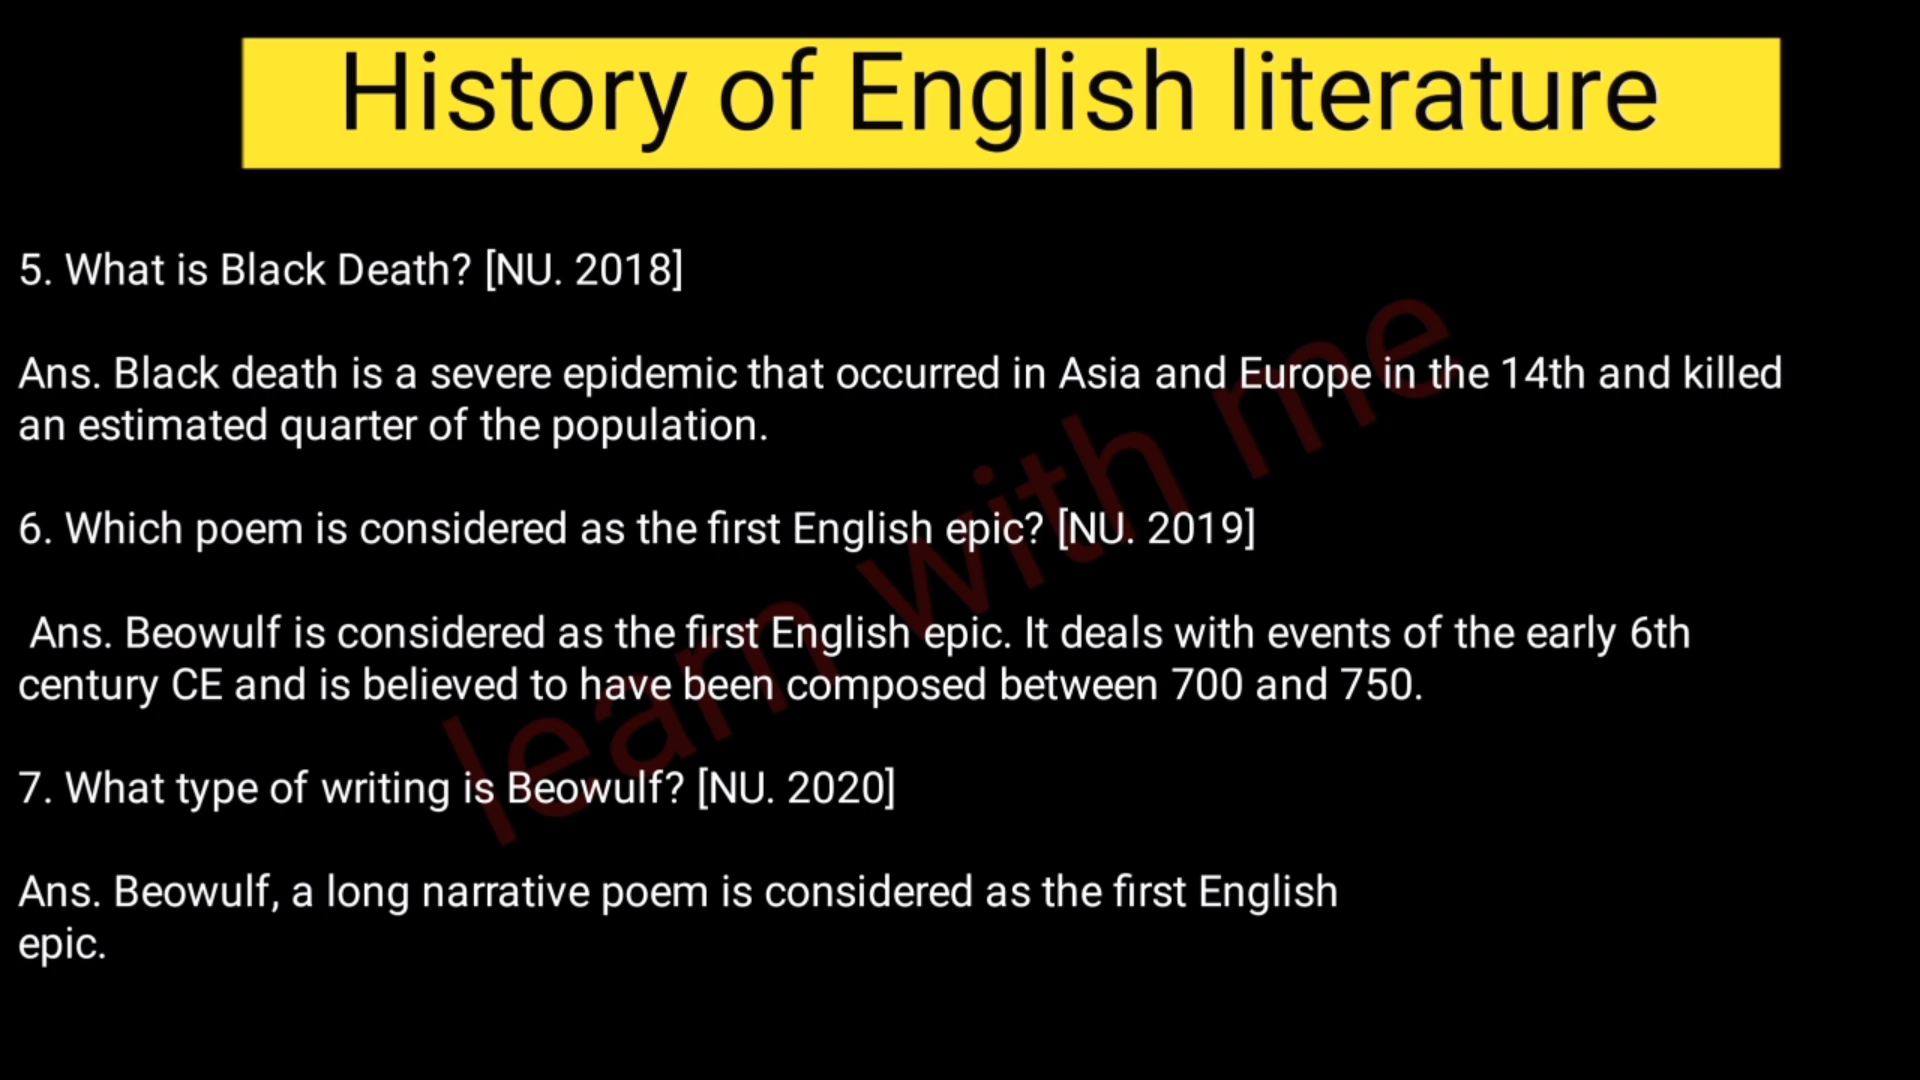 History of English literature
5. What is Black Death? [NU. 2018]
Ans. Black death is a severe epidemic that occurred in Asia and Europe in the 14th and killed
an estimated quarter of the population.
6. Which poem is considered as the first English epic? [NU. 2019]
Ans. Beowulf is considered as the first English epic. It deals with events of the early 6th
century CE and is believed to have been composed between 700 and 750.
7. What type of writing is Beowulf? [NU. 2020]
Ans. Beowulf, a long narrative poem is considered as the first English
epic.
learn with me